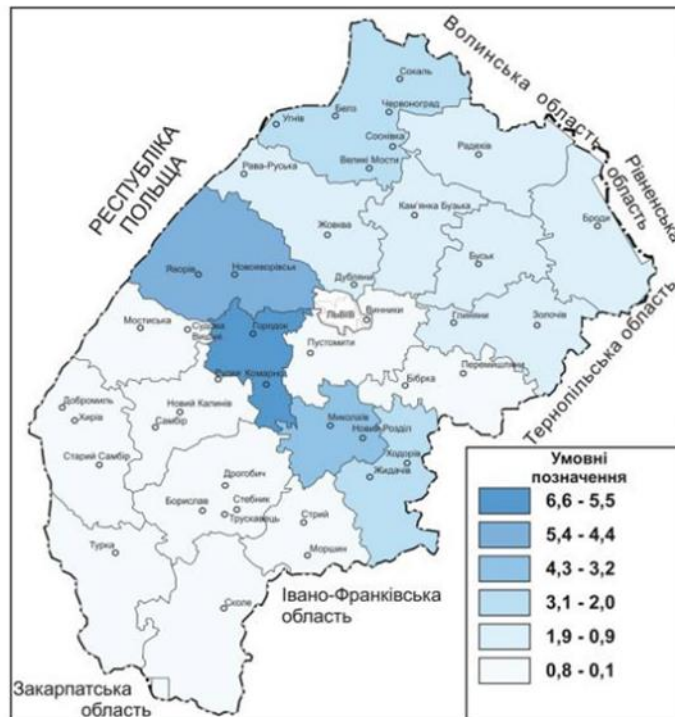 Волинська область
Рівненська область
Тернопільська область
РЕСПУБЛІКА
ПОЛЬЩА
Сокаль
Белз
Червоноград
Угнів
Соснівка
Великі Мости
Радехів
Рава-Руська
Кам'янка Бузька
Броди
Жовква
Буськ
Яворів
Новояворівськ
Дубляни
ЛЬВІВ
Винники
Глиняни
Золочів
Мостиська
Судова
Вишня
Городок
Пустомити
Перемишляни
Бібрка
Рудки
Комарно
Добромиль
Хирів
Новий Калинів
Самбір
Миколаїв
Новий Розділ
Ходорів
Жидачів
Старий Самбір
Дрогобич
Борислав
Стебник
Трускавець
Стрий
Моршин
Турка
Сколе
Івано-Франківська
область
Закарпатська
область
Умовні
позначення
6,6 - 5,5
5,4 - 4,4
4,3 - 3,2
3,1 - 2,0
1,9 - 0,9
0,8 - 0,1